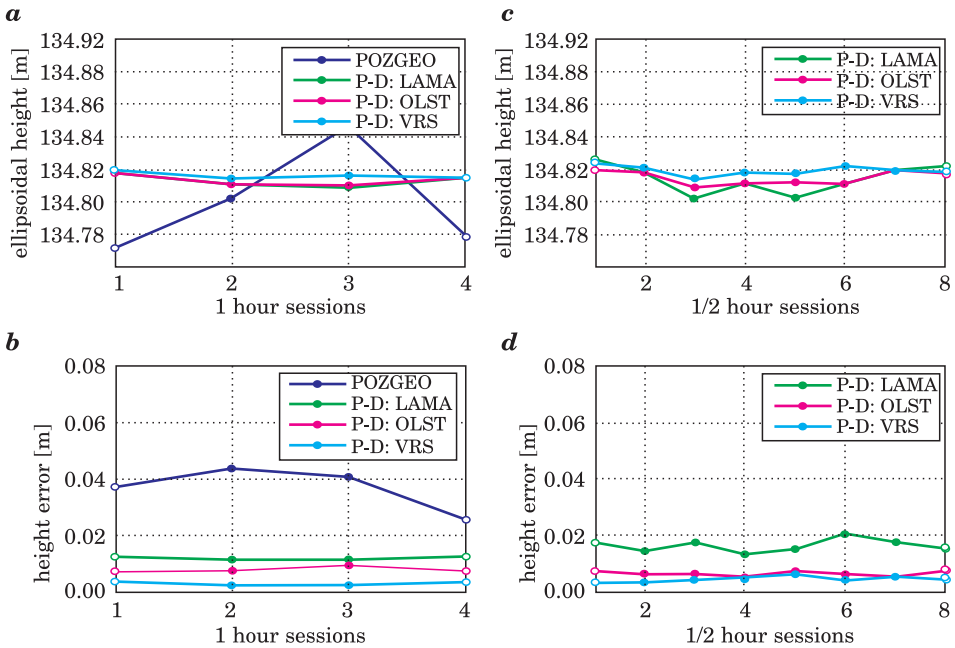 a
134.92
134.88
134.86
134.84
134.82
134.80
134.78
ellipsoidal height [m]
POZGEO
P-D: LAMA
P-D: OLST
P-D: VRS
1 2 3 4
1 hour sessions
c
134.92
134.88
134.86
134.84
134.82
134.80
134.78
ellipsoidal height [m]
P-D: LAMA
P-D: OLST
P-D: VRS
2 4 6 8
1/2 hour sessions
b
0.08
0.06
0.04
0.02
0.00
height error [m]
POZGEO
P-D: LAMA
P-D: OLST
P-D: VRS
1 2 3 4
1 hour sessions
d
0.08
0.06
0.04
0.02
0.00
height error [m]
P-D: LAMA
P-D: OLST
P-D: VRS
2 4 6 8
1/2 hour sessions